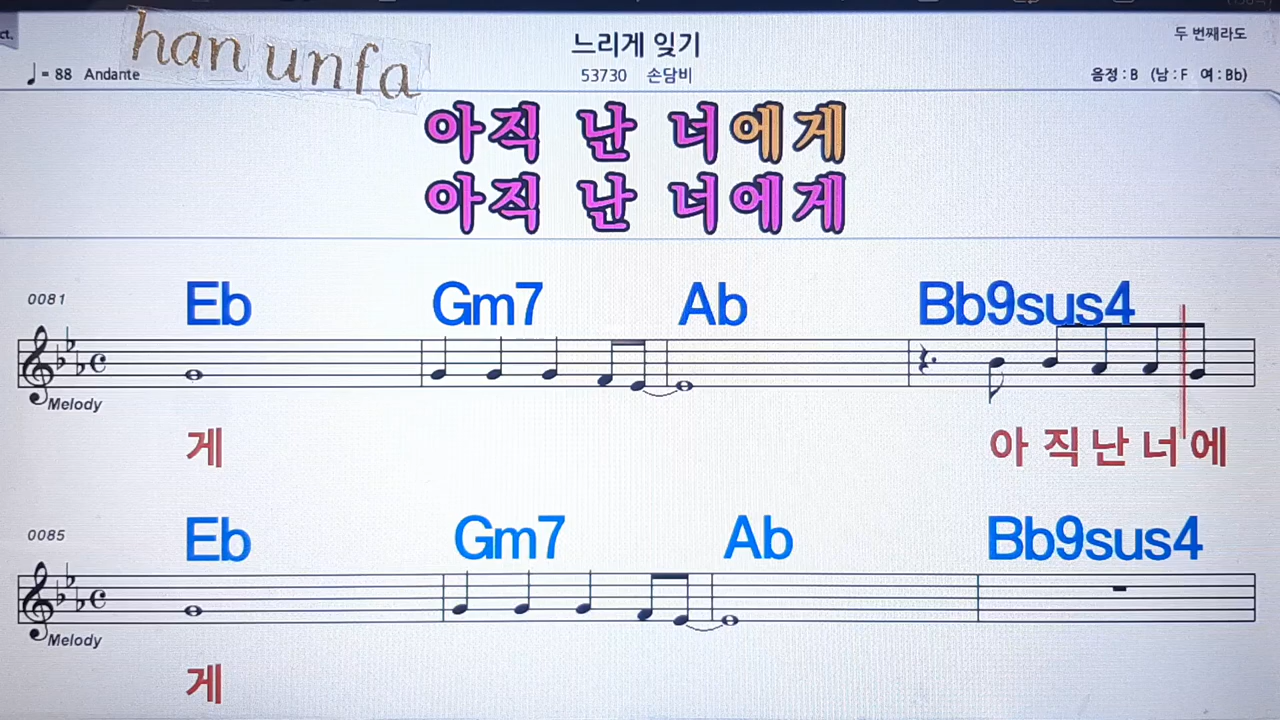 ct.
han unfa
느리게 잊기
두 번째라도
♩= 88 Andante
53730 손담비
음정 : B (남 : F 여 : Bb)
아직 난 너에게
아직 난 너에게
0081
Eb Gm7 Ab Bb9sus4
Melody
게 아 직 난 너 에
0085
Eb Gm7 Ab Bb9sus4
Melody
게